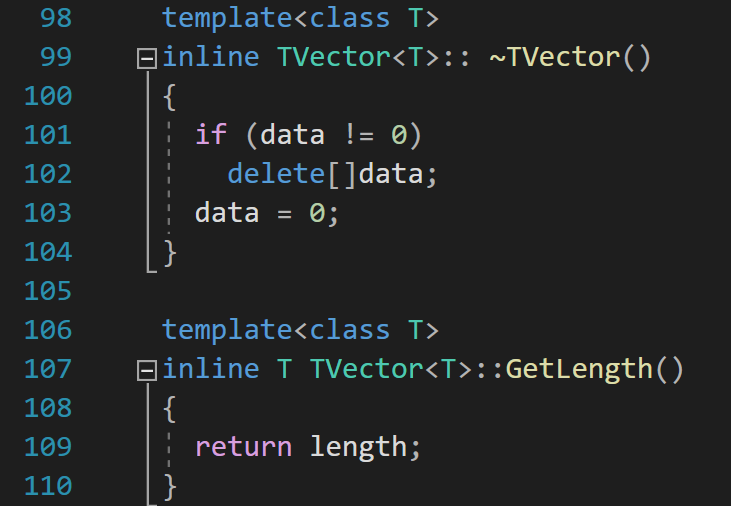 98 template<class T>
99 inline TVector<T>:: ~TVector()
100 {
101 if (data != 0)
102 delete[]data;
103 data = 0;
104 }
105
106 template<class T>
107 inline T TVector<T>::GetLength()
108 {
109 return length;
110 }